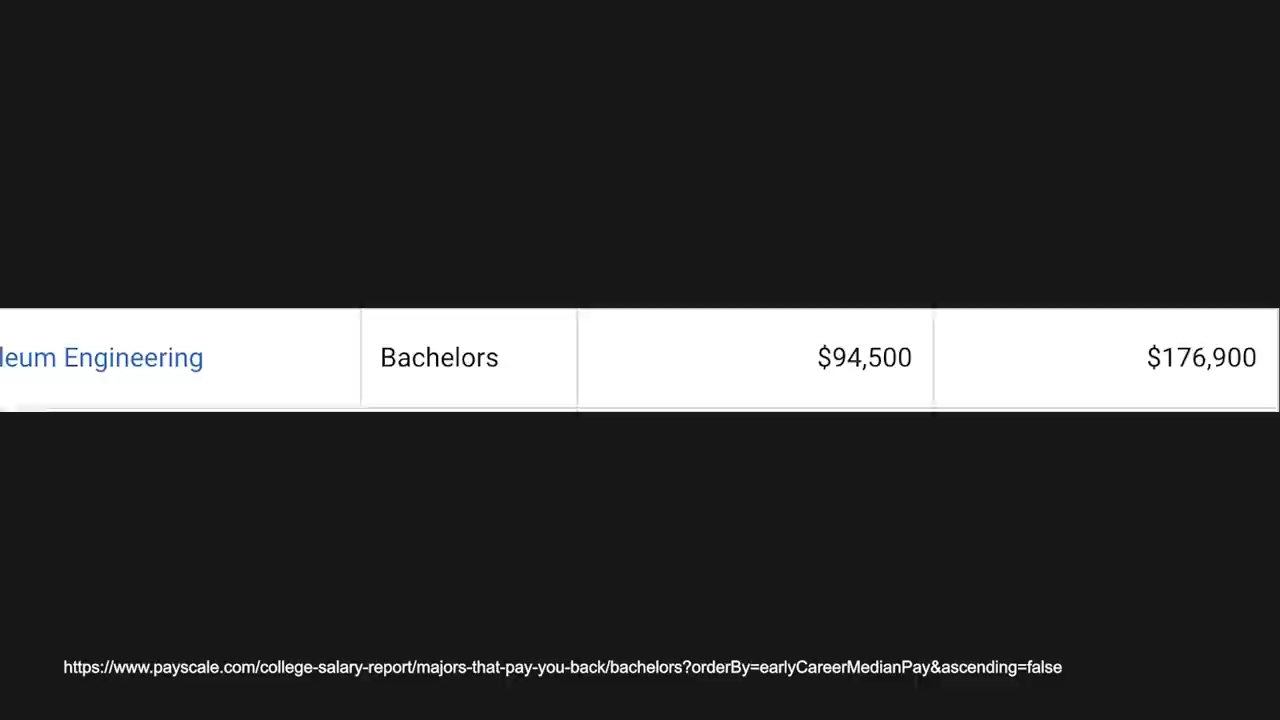 leum Engineering Bachelors $94,500 $176,900
https://www.payscale.com/college-salary-report/majors-that-pay-you-back/bachelors?orderBy=earlyCareerMedianPay&ascending=false